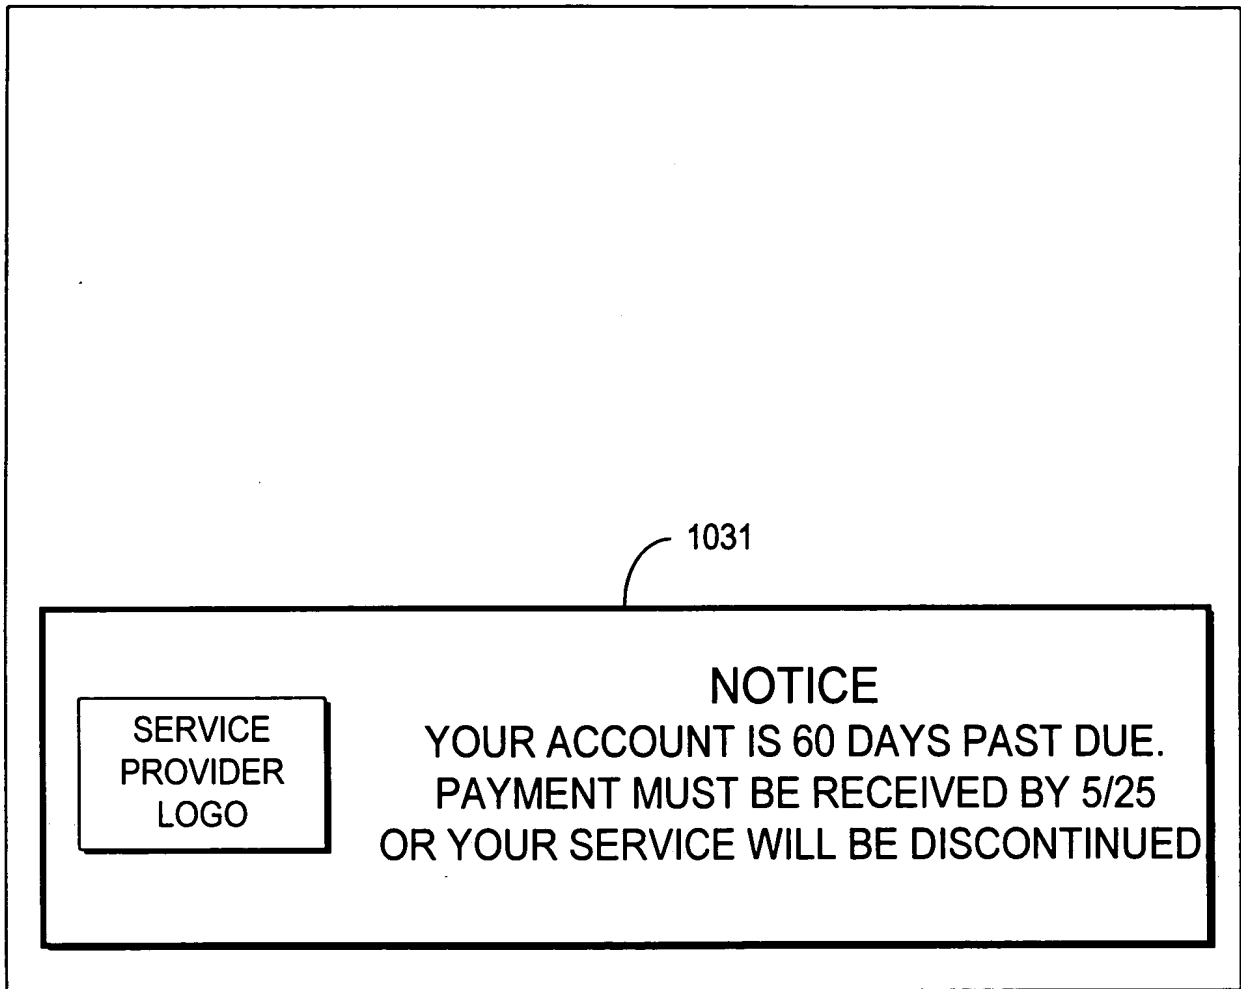 1031
SERVICE
PROVIDER
LOGO
NOTICE
YOUR ACCOUNT IS 60 DAYS PAST DUE.
PAYMENT MUST BE RECEIVED BY 5/25
OR YOUR SERVICE WILL BE DISCONTINUED